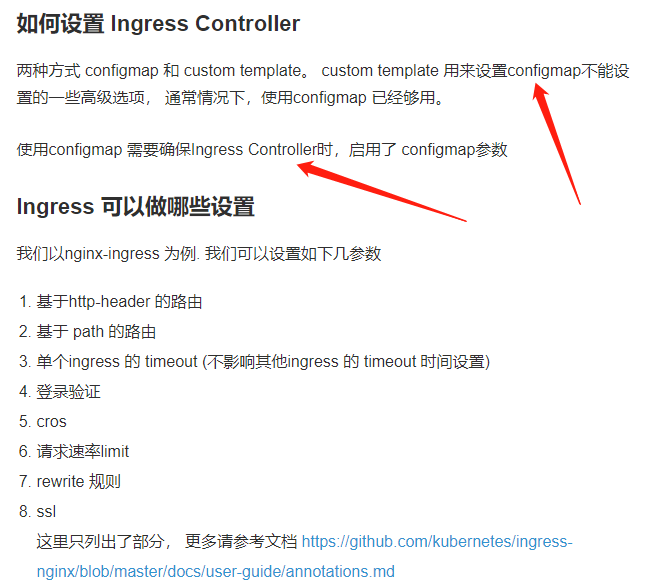 如何设置 Ingress Controller
两种方式 configmap 和 custom template。 custom template 用来设置configmap不能设
置的一些高级选项， 通常情况下，使用configmap 已经够用。
使用configmap 需要确保Ingress Controller时，启用了 configmap参数
Ingress 可以做哪些设置
我们以nginx-ingress 为例. 我们可以设置如下几参数
1. 基于http-header 的路由
2. 基于 path 的路由
3. 单个ingress 的 timeout (不影响其他ingress 的 timeout 时间设置)
4. 登录验证
5. cros
6. 请求速率limit
7. rewrite 规则
8. ssl
这里只列出了部分， 更多请参考文档 https://github.com/kubernetes/ingress-
nginx/blob/master/docs/user-guide/annotations.md